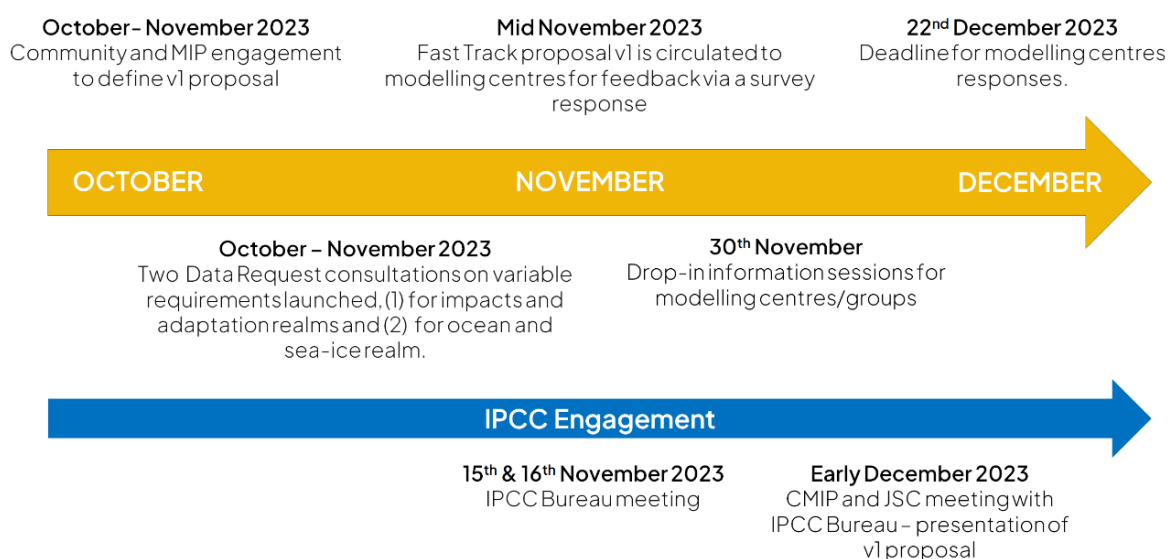 October– November 2023
Community and MIP engagement
to define v1 proposal
Mid November 2023
Fast Track proposal v1 is circulated to
modelling centres for feedback via a survey
response
22nd December 2023
Deadline for modelling centres
responses.
OCTOBER
NOVEMBER
DECEMBER
October – November 2023
Two Data Request consultations on variable
requirements launched, (1) for impacts and
adaptation realms and (2) for ocean and
sea-ice realm.
30th November
Drop-in information sessions for
modelling centres/groups
IPCC Engagement
15th & 16th November 2023
IPCC Bureau meeting
Early December 2023
CMIP and JSC meeting with
IPCC Bureau – presentation of
v1 proposal